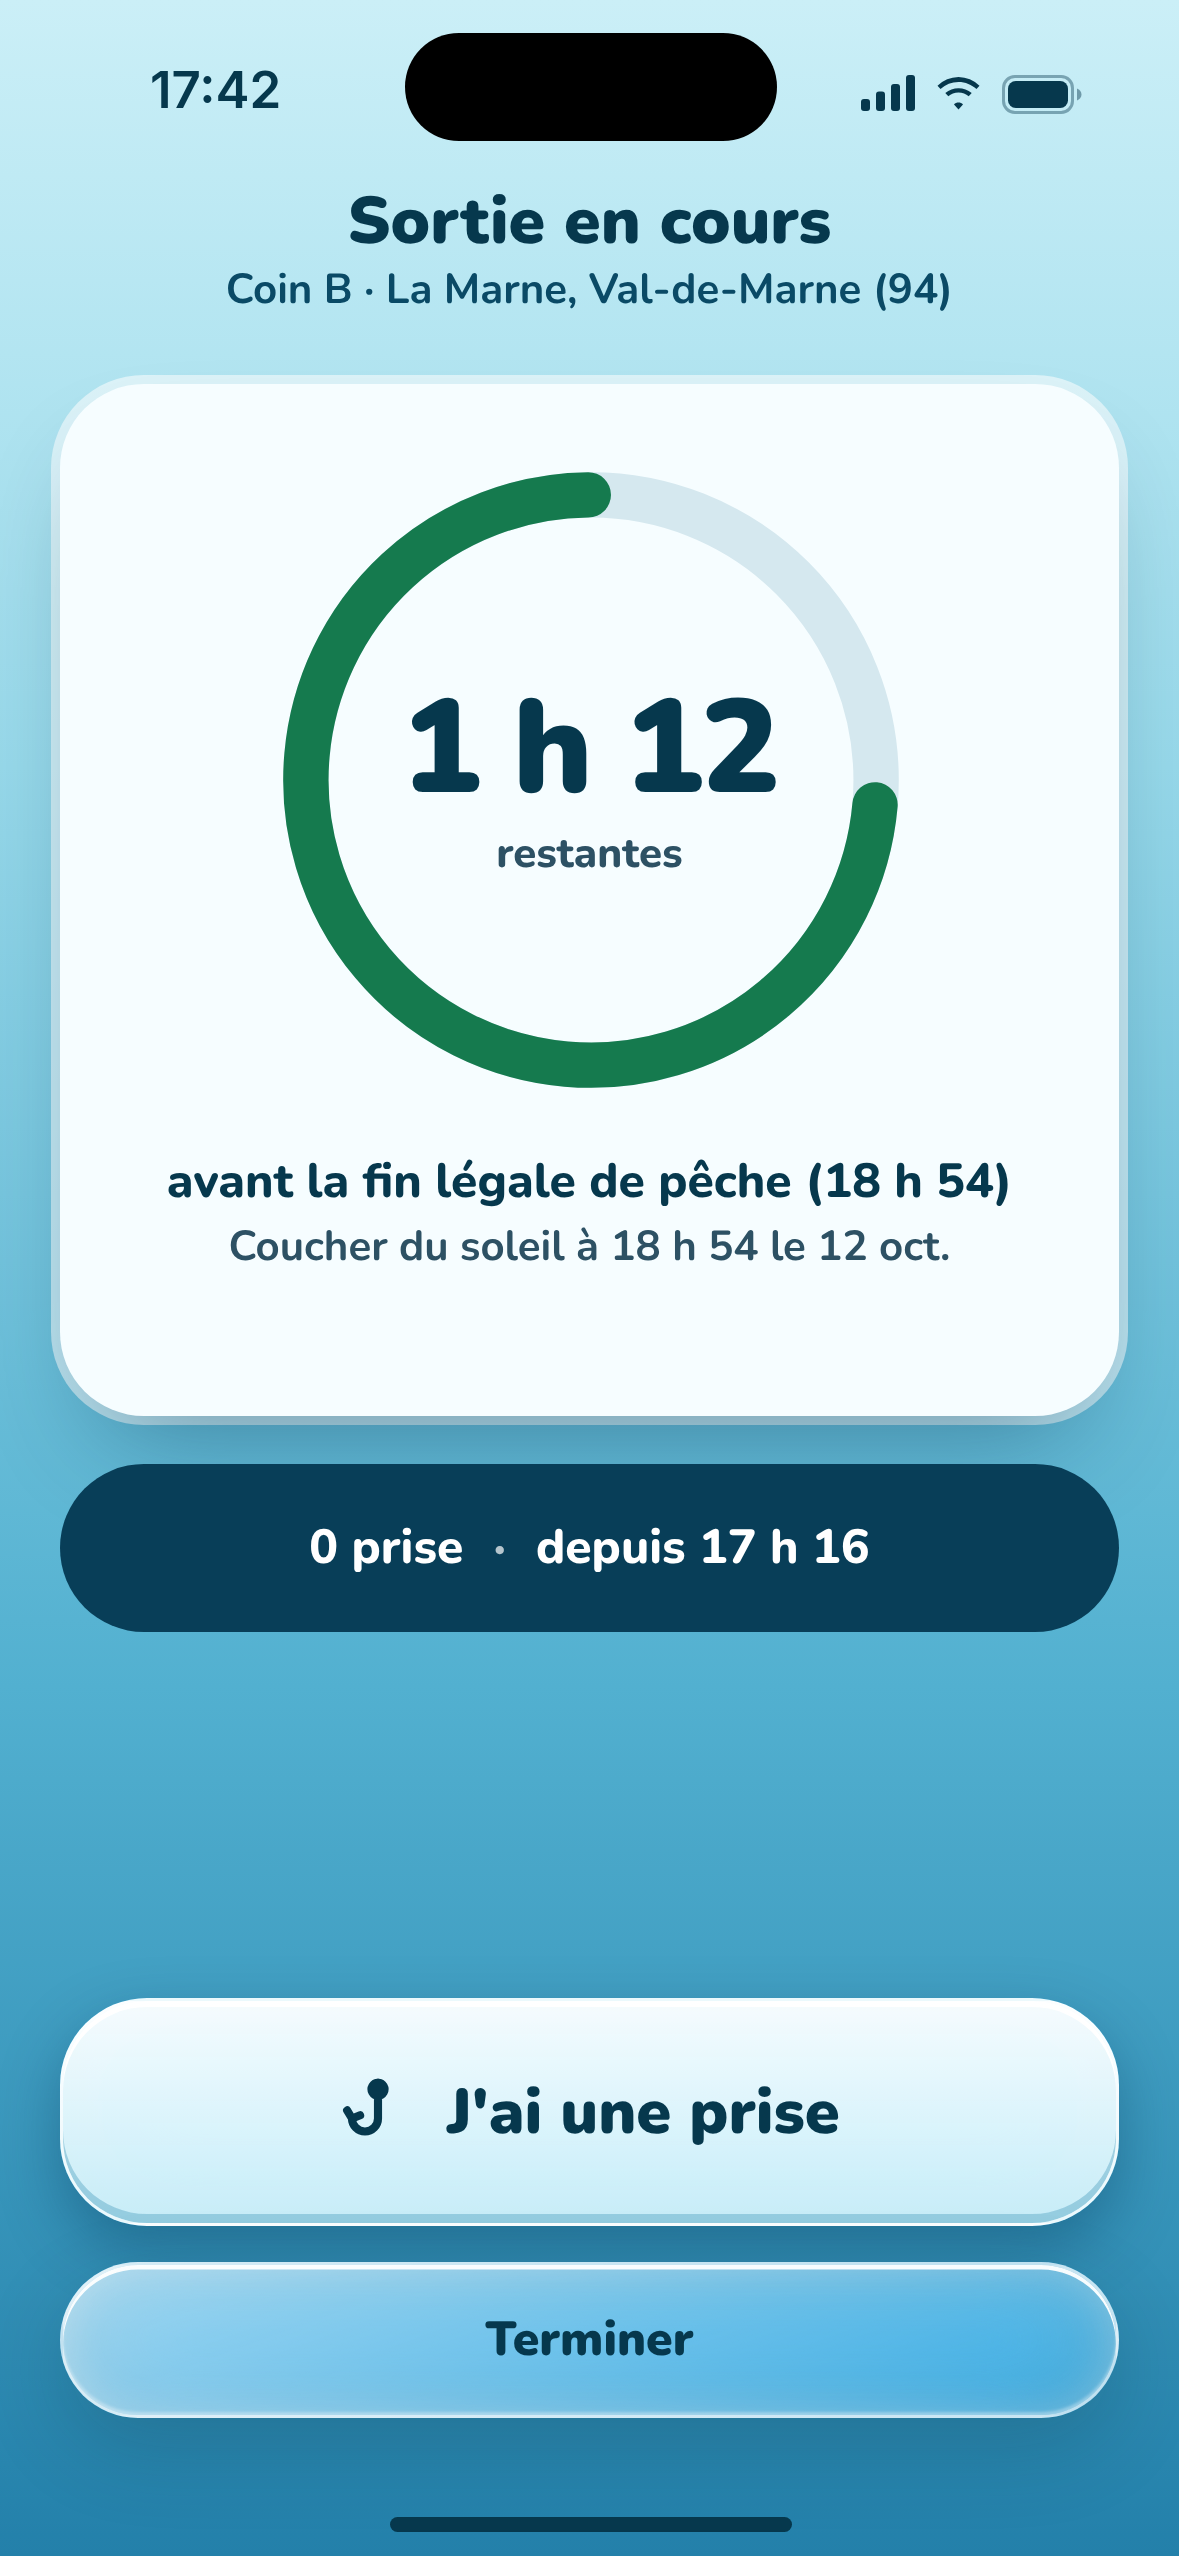 17:42
Sortie en cours
Coin B · La Marne, Val-de-Marne (94)
1 h 12
restantes
avant la fin légale de pêche (18 h 54)
Coucher du soleil à 18 h 54 le 12 oct.
0 prise · depuis 17 h 16
J'ai une prise
Terminer